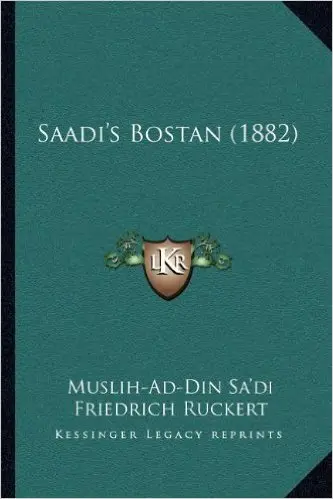 Saadi's Bostan (1882)
LKR
Muslih-Ad-Din Sa'di
Friedrich Ruckert
Kessinger Legacy Reprints